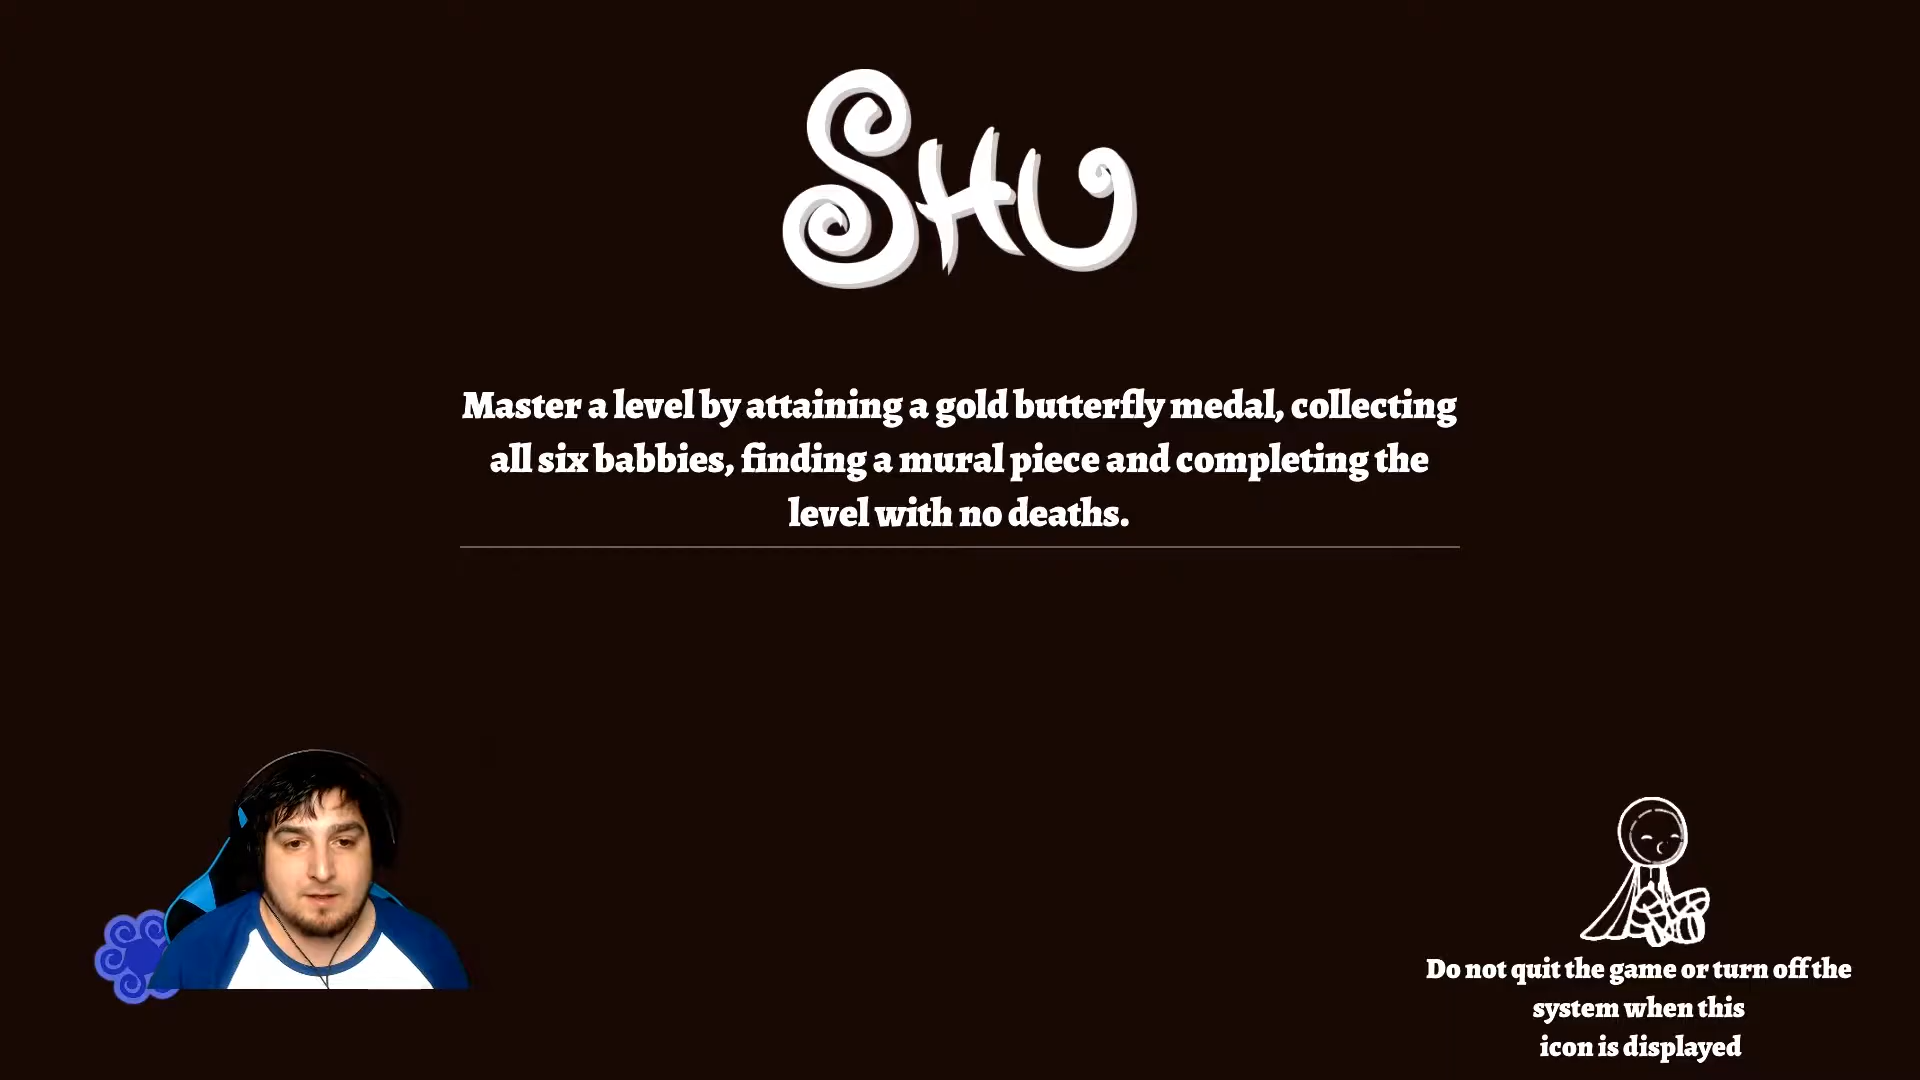 SHU
Master a level by attaining a gold butterfly medal, collecting
all six babbies, finding a mural piece and completing the
level with no deaths.
Do not quit the game or turn off the
system when this
icon is displayed